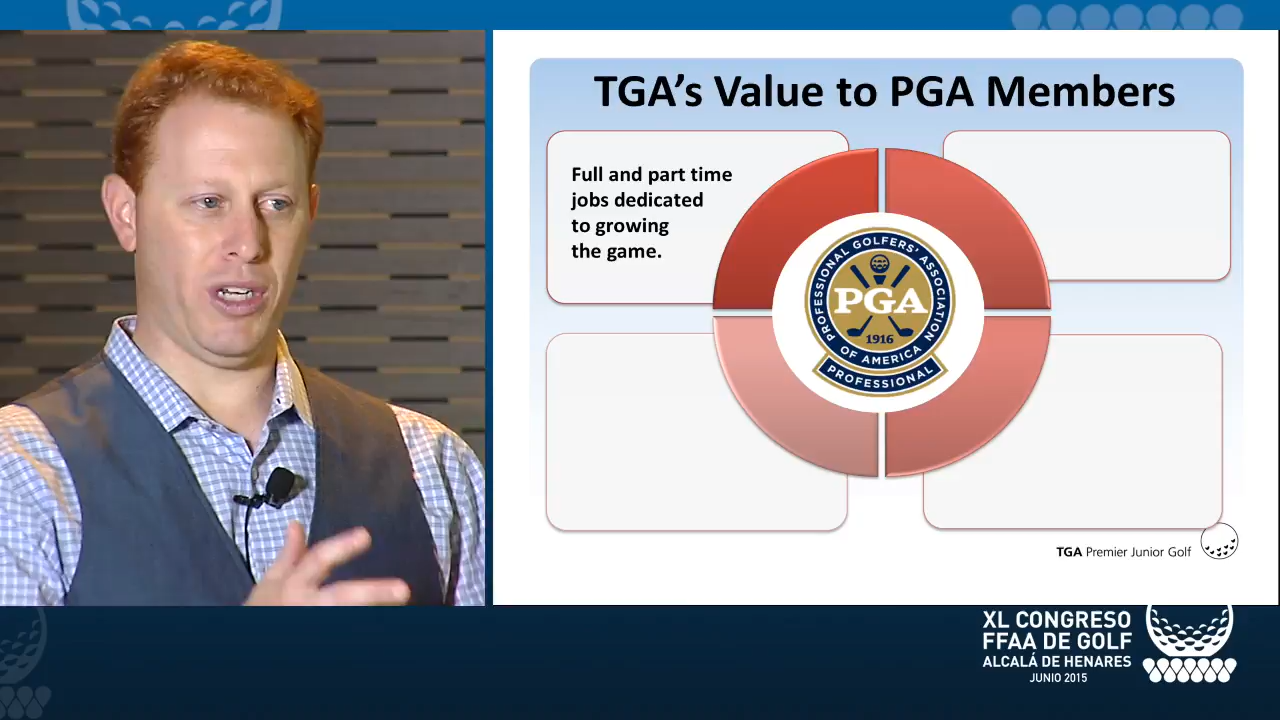 TGA's Value to PGA Members
Full and part time
jobs dedicated
to growing
the game.
PROFESSIONAL GOLFERS' ASSOCIATION
OF AMERICA
PGA
1916
PROFESSIONAL
TGA Premier Junior Golf
XL CONGRESO
FFAA DE GOLF
ALCALÁ DE HENARES
JUNIO 2015